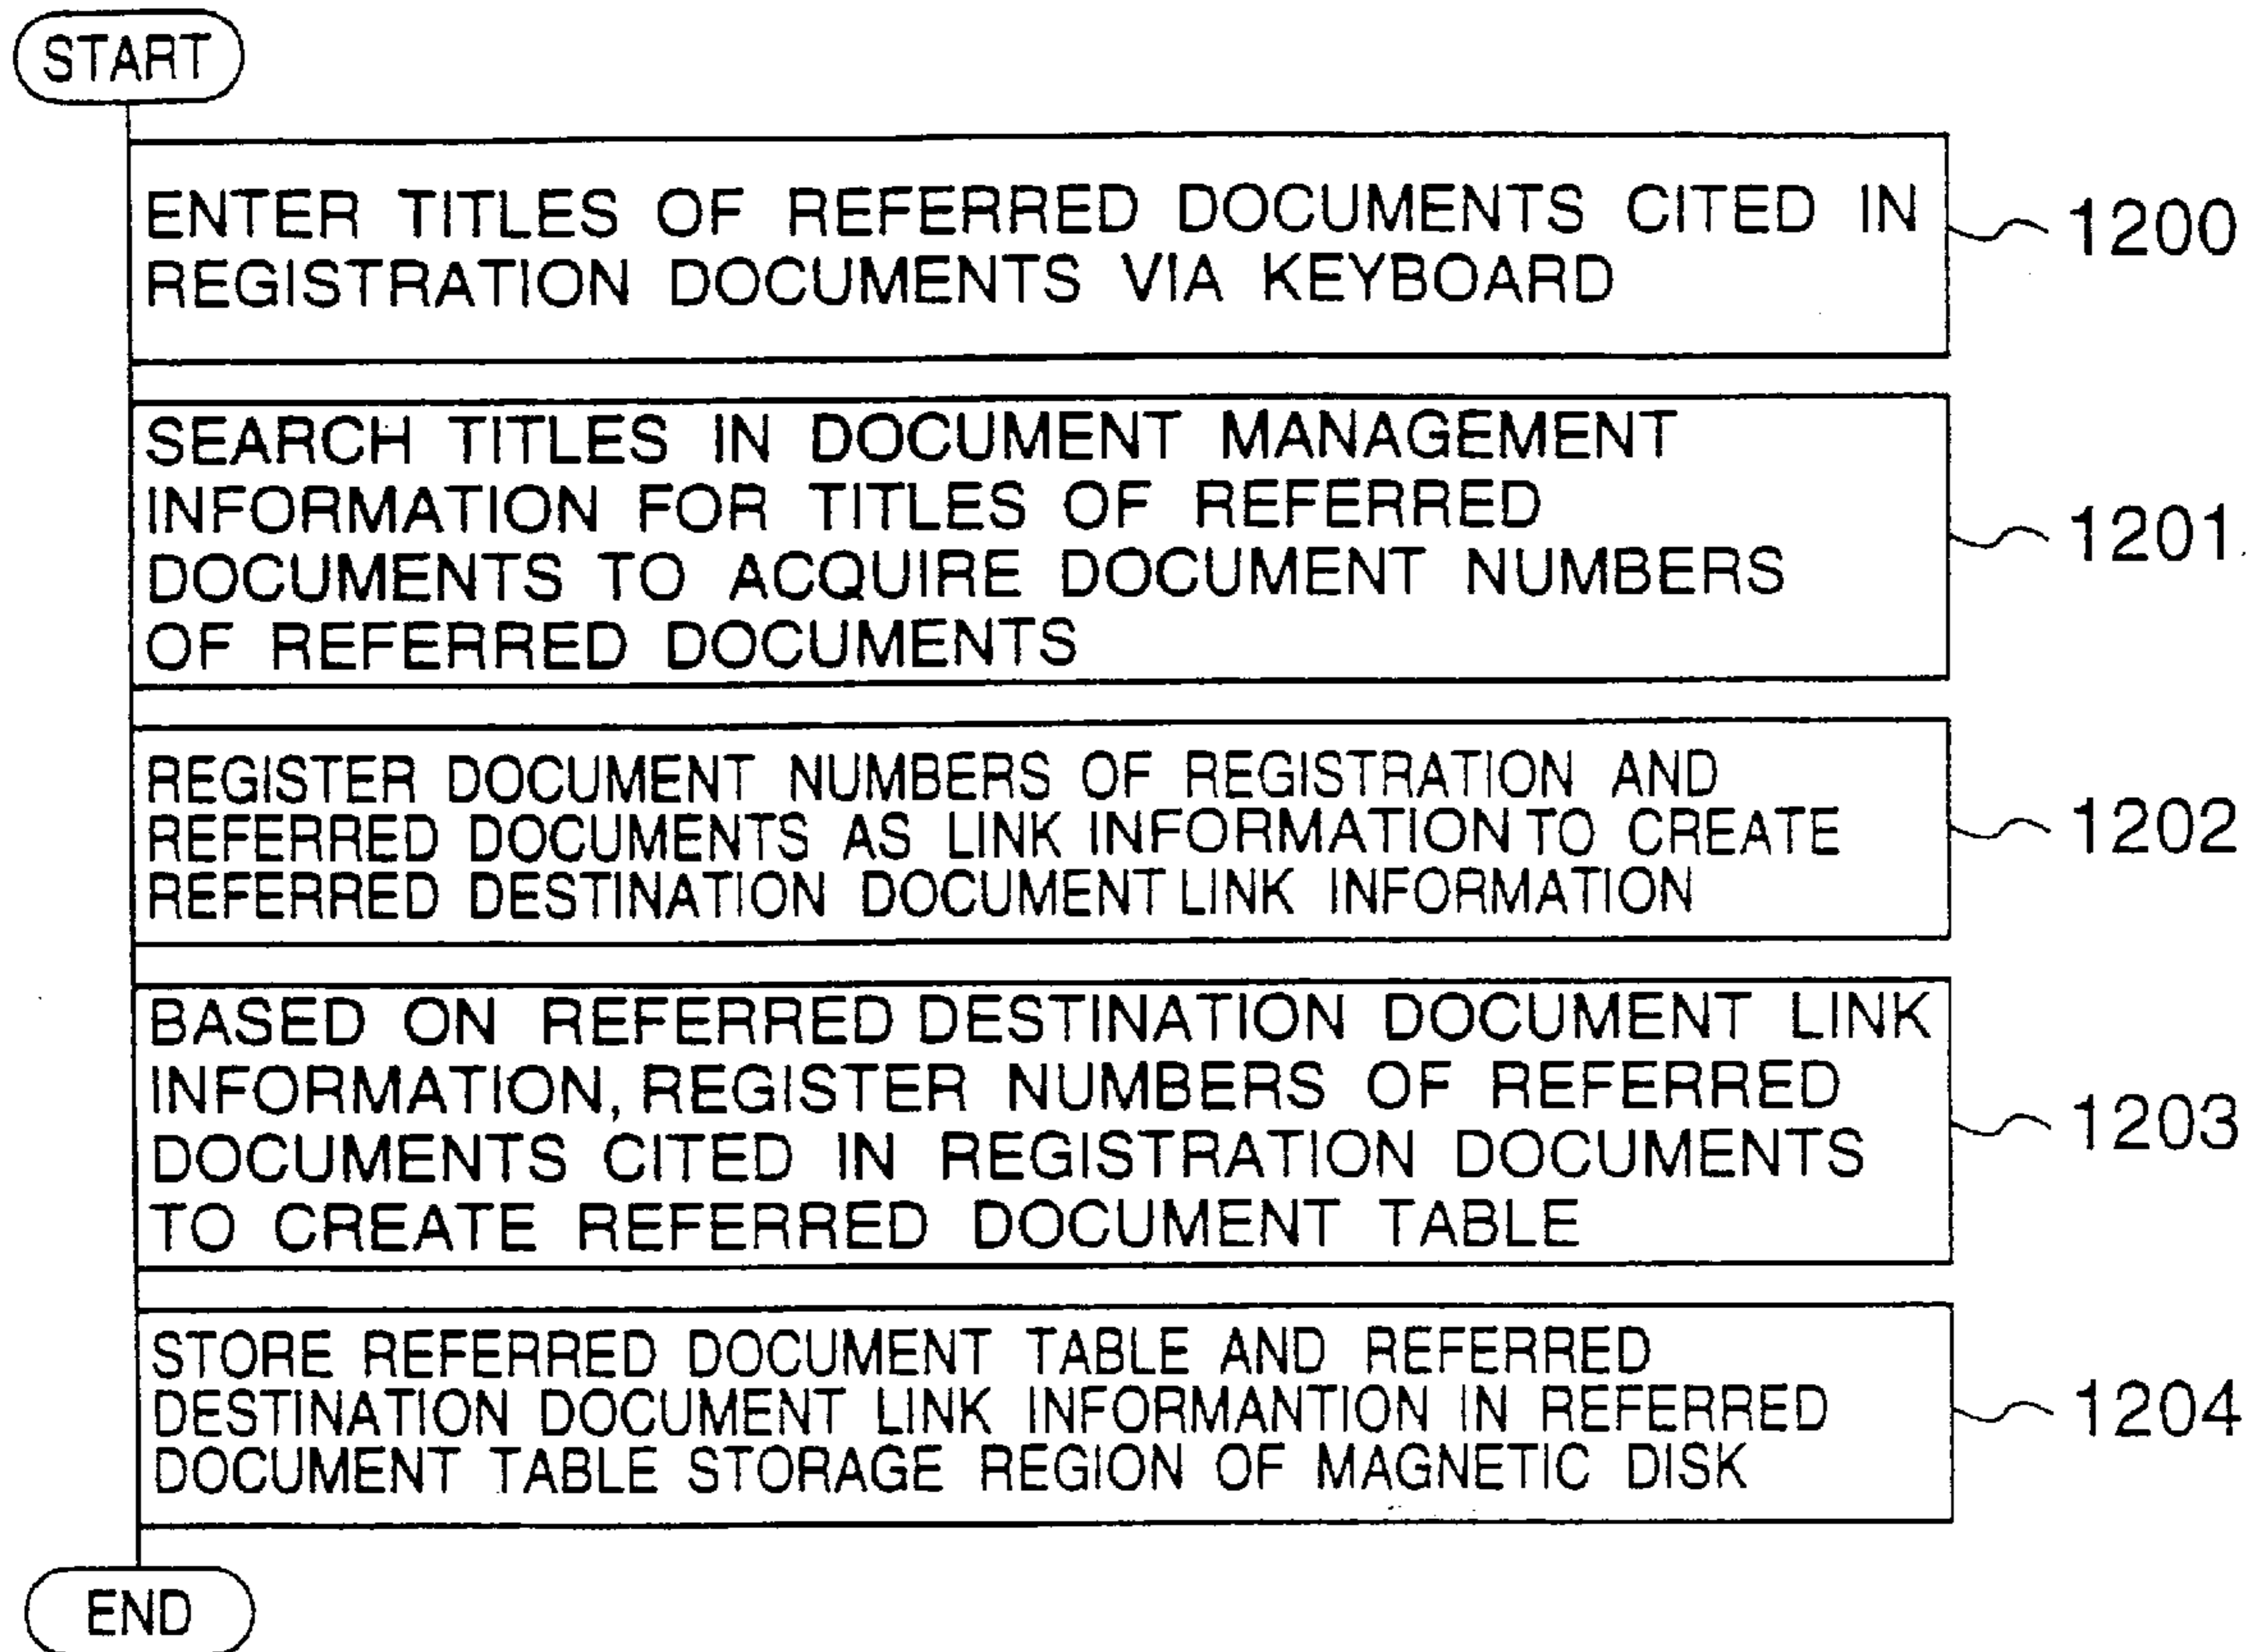 START
ENTER TITLES OF REFERRED DOCUMENTS CITED IN
REGISTRATION DOCUMENTS VIA KEYBOARD
1200
SEARCH TITLES IN DOCUMENT MANAGEMENT
INFORMATION FOR TITLES OF REFERRED
DOCUMENTS TO ACQUIRE DOCUMENT NUMBERS
OF REFERRED DOCUMENTS
1201
REGISTER DOCUMENT NUMBERS OF REGISTRATION AND
REFERRED DOCUMENTS AS LINK INFORMATION TO CREATE
REFERRED DESTINATION DOCUMENT LINK INFORMATION
1202
BASED ON REFERRED DESTINATION DOCUMENT LINK
INFORMATION, REGISTER NUMBERS OF REFERRED
DOCUMENTS CITED IN REGISTRATION DOCUMENTS
TO CREATE REFERRED DOCUMENT TABLE
1203
STORE REFERRED DOCUMENT TABLE AND REFERRED
DESTINATION DOCUMENT LINK INFORMANTION IN REFERRED
DOCUMENT TABLE STORAGE REGION OF MAGNETIC DISK
1204
END